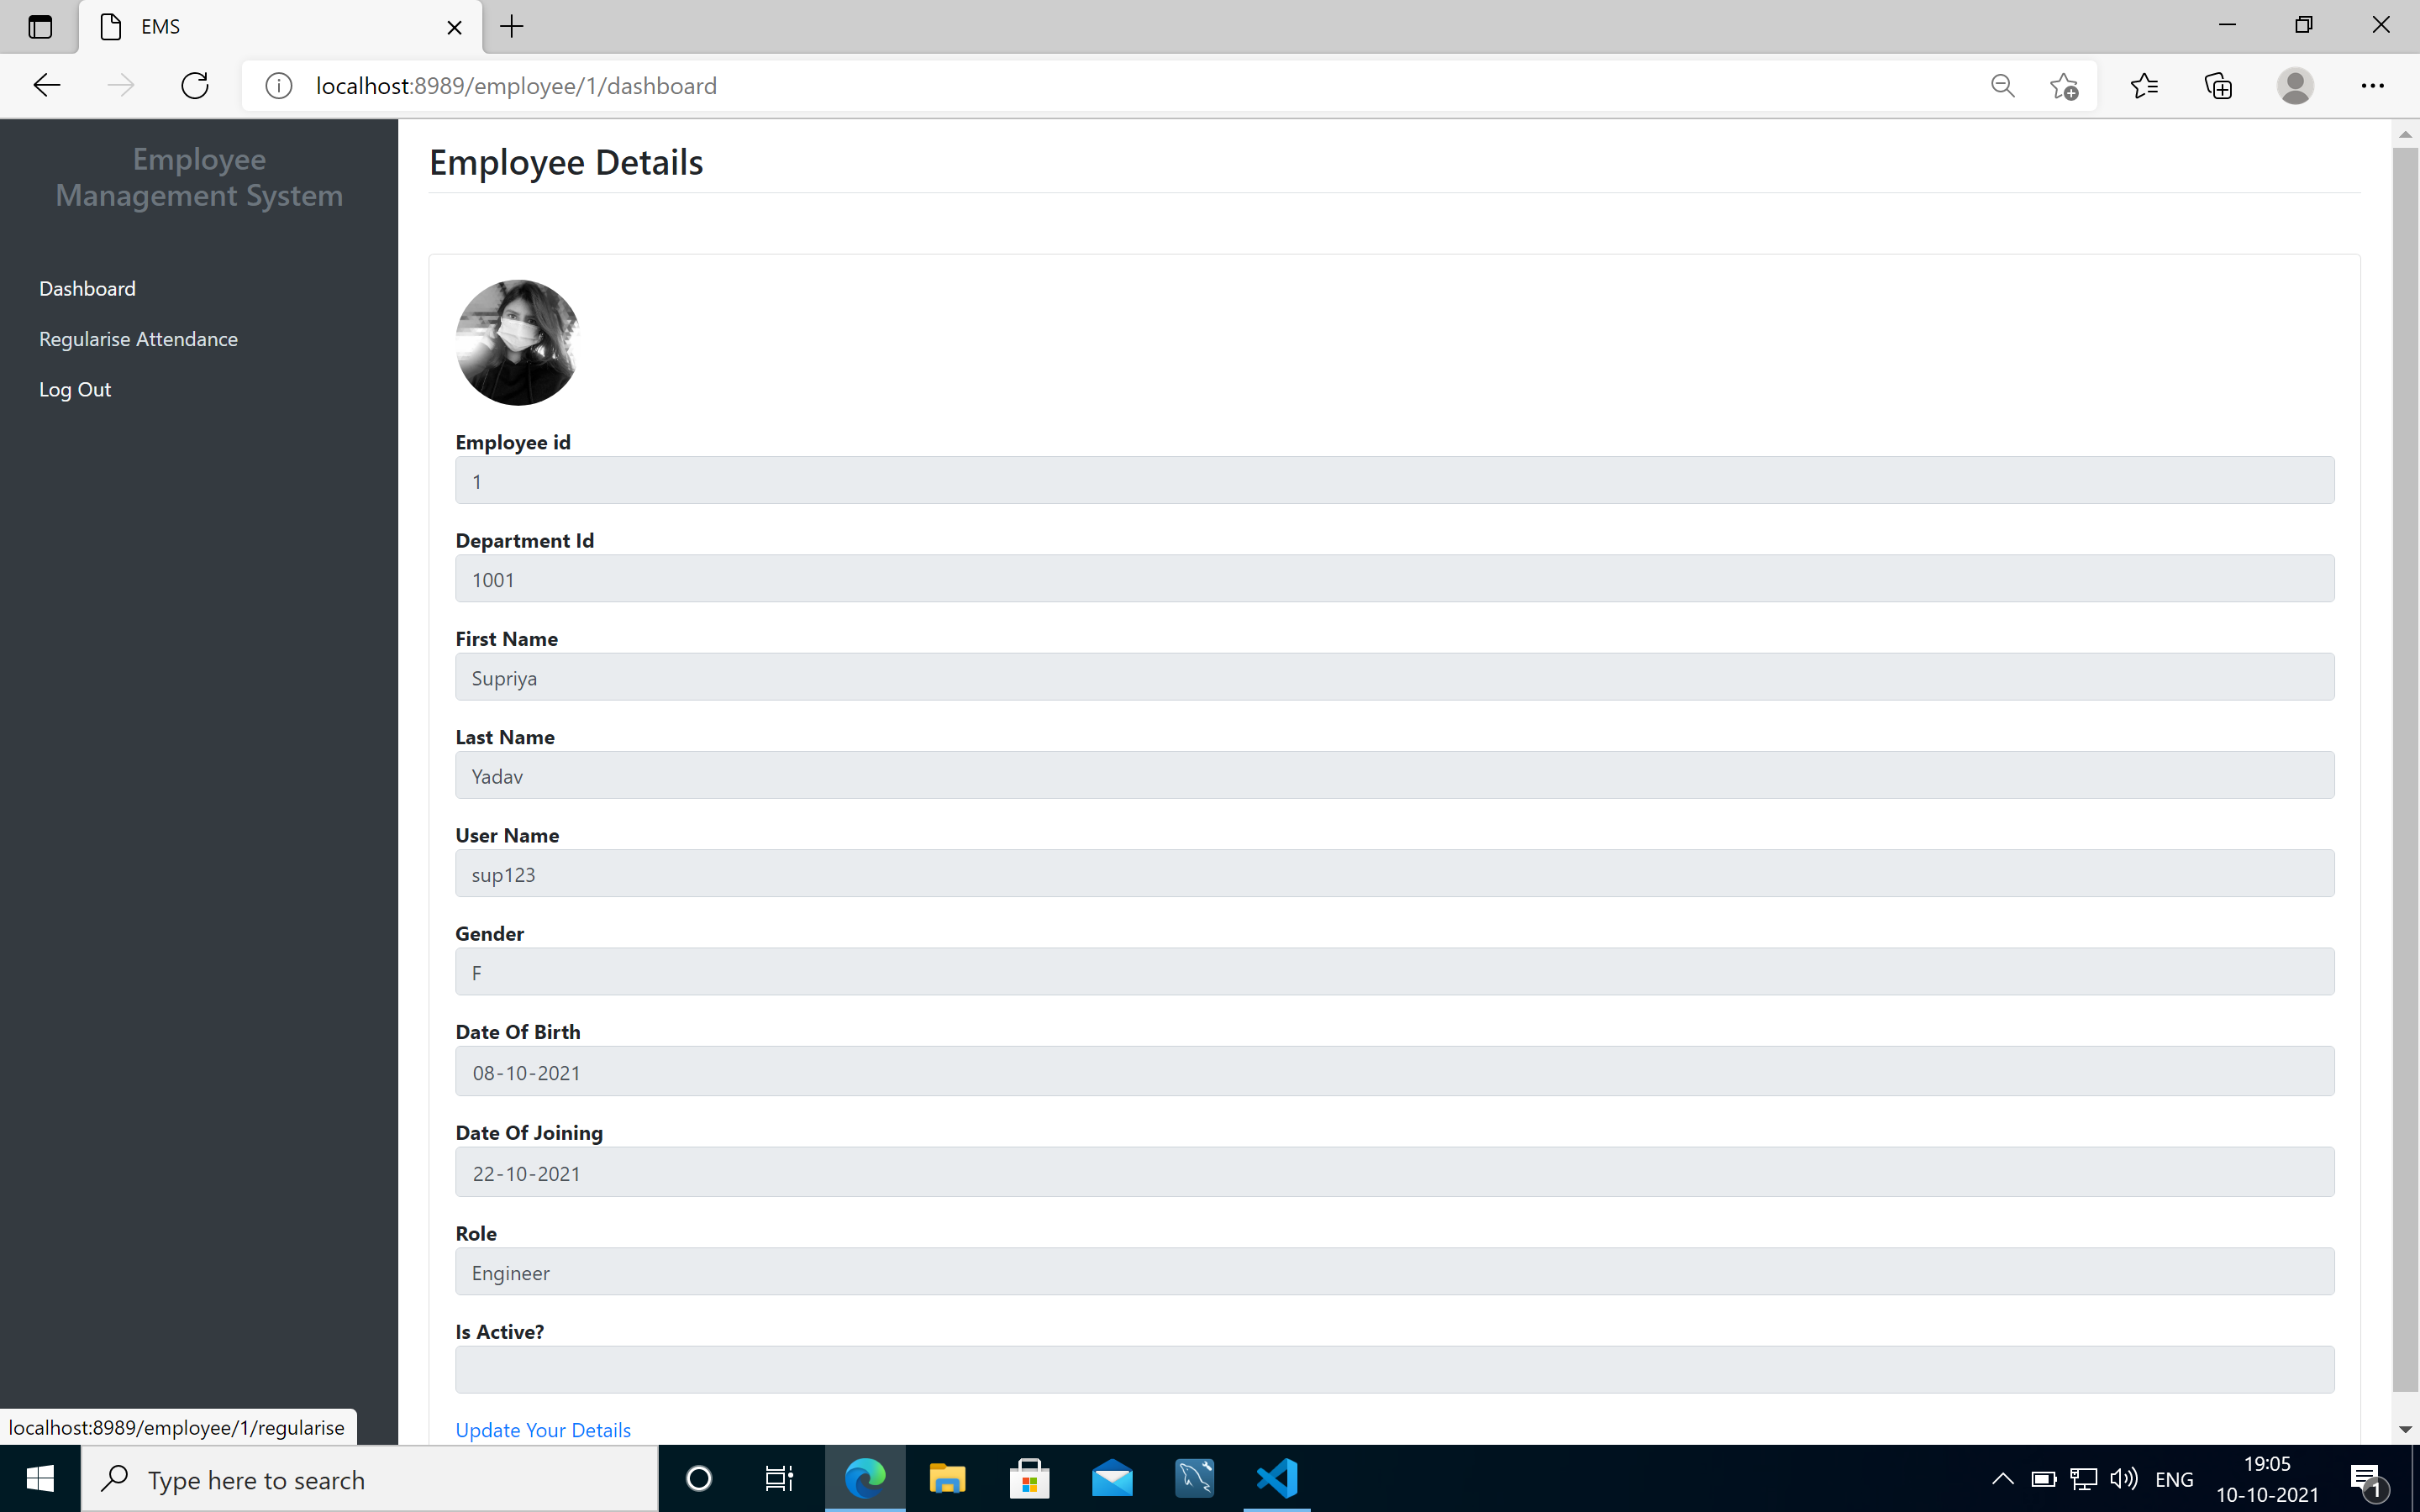 EMS
localhost:8989/employee/1/dashboard
Employee
Management System
Dashboard
Regularise Attendance
Log Out
Employee Details
Employee id
1
Department Id
1001
First Name
Supriya
Last Name
Yadav
User Name
sup123
Gender
F
Date Of Birth
08-10-2021
Date Of Joining
22-10-2021
Role
Engineer
Is Active?
Update Your Details
localhost:8989/employee/1/regularise
Type here to search
ENG
19:05
10-10-2021
1